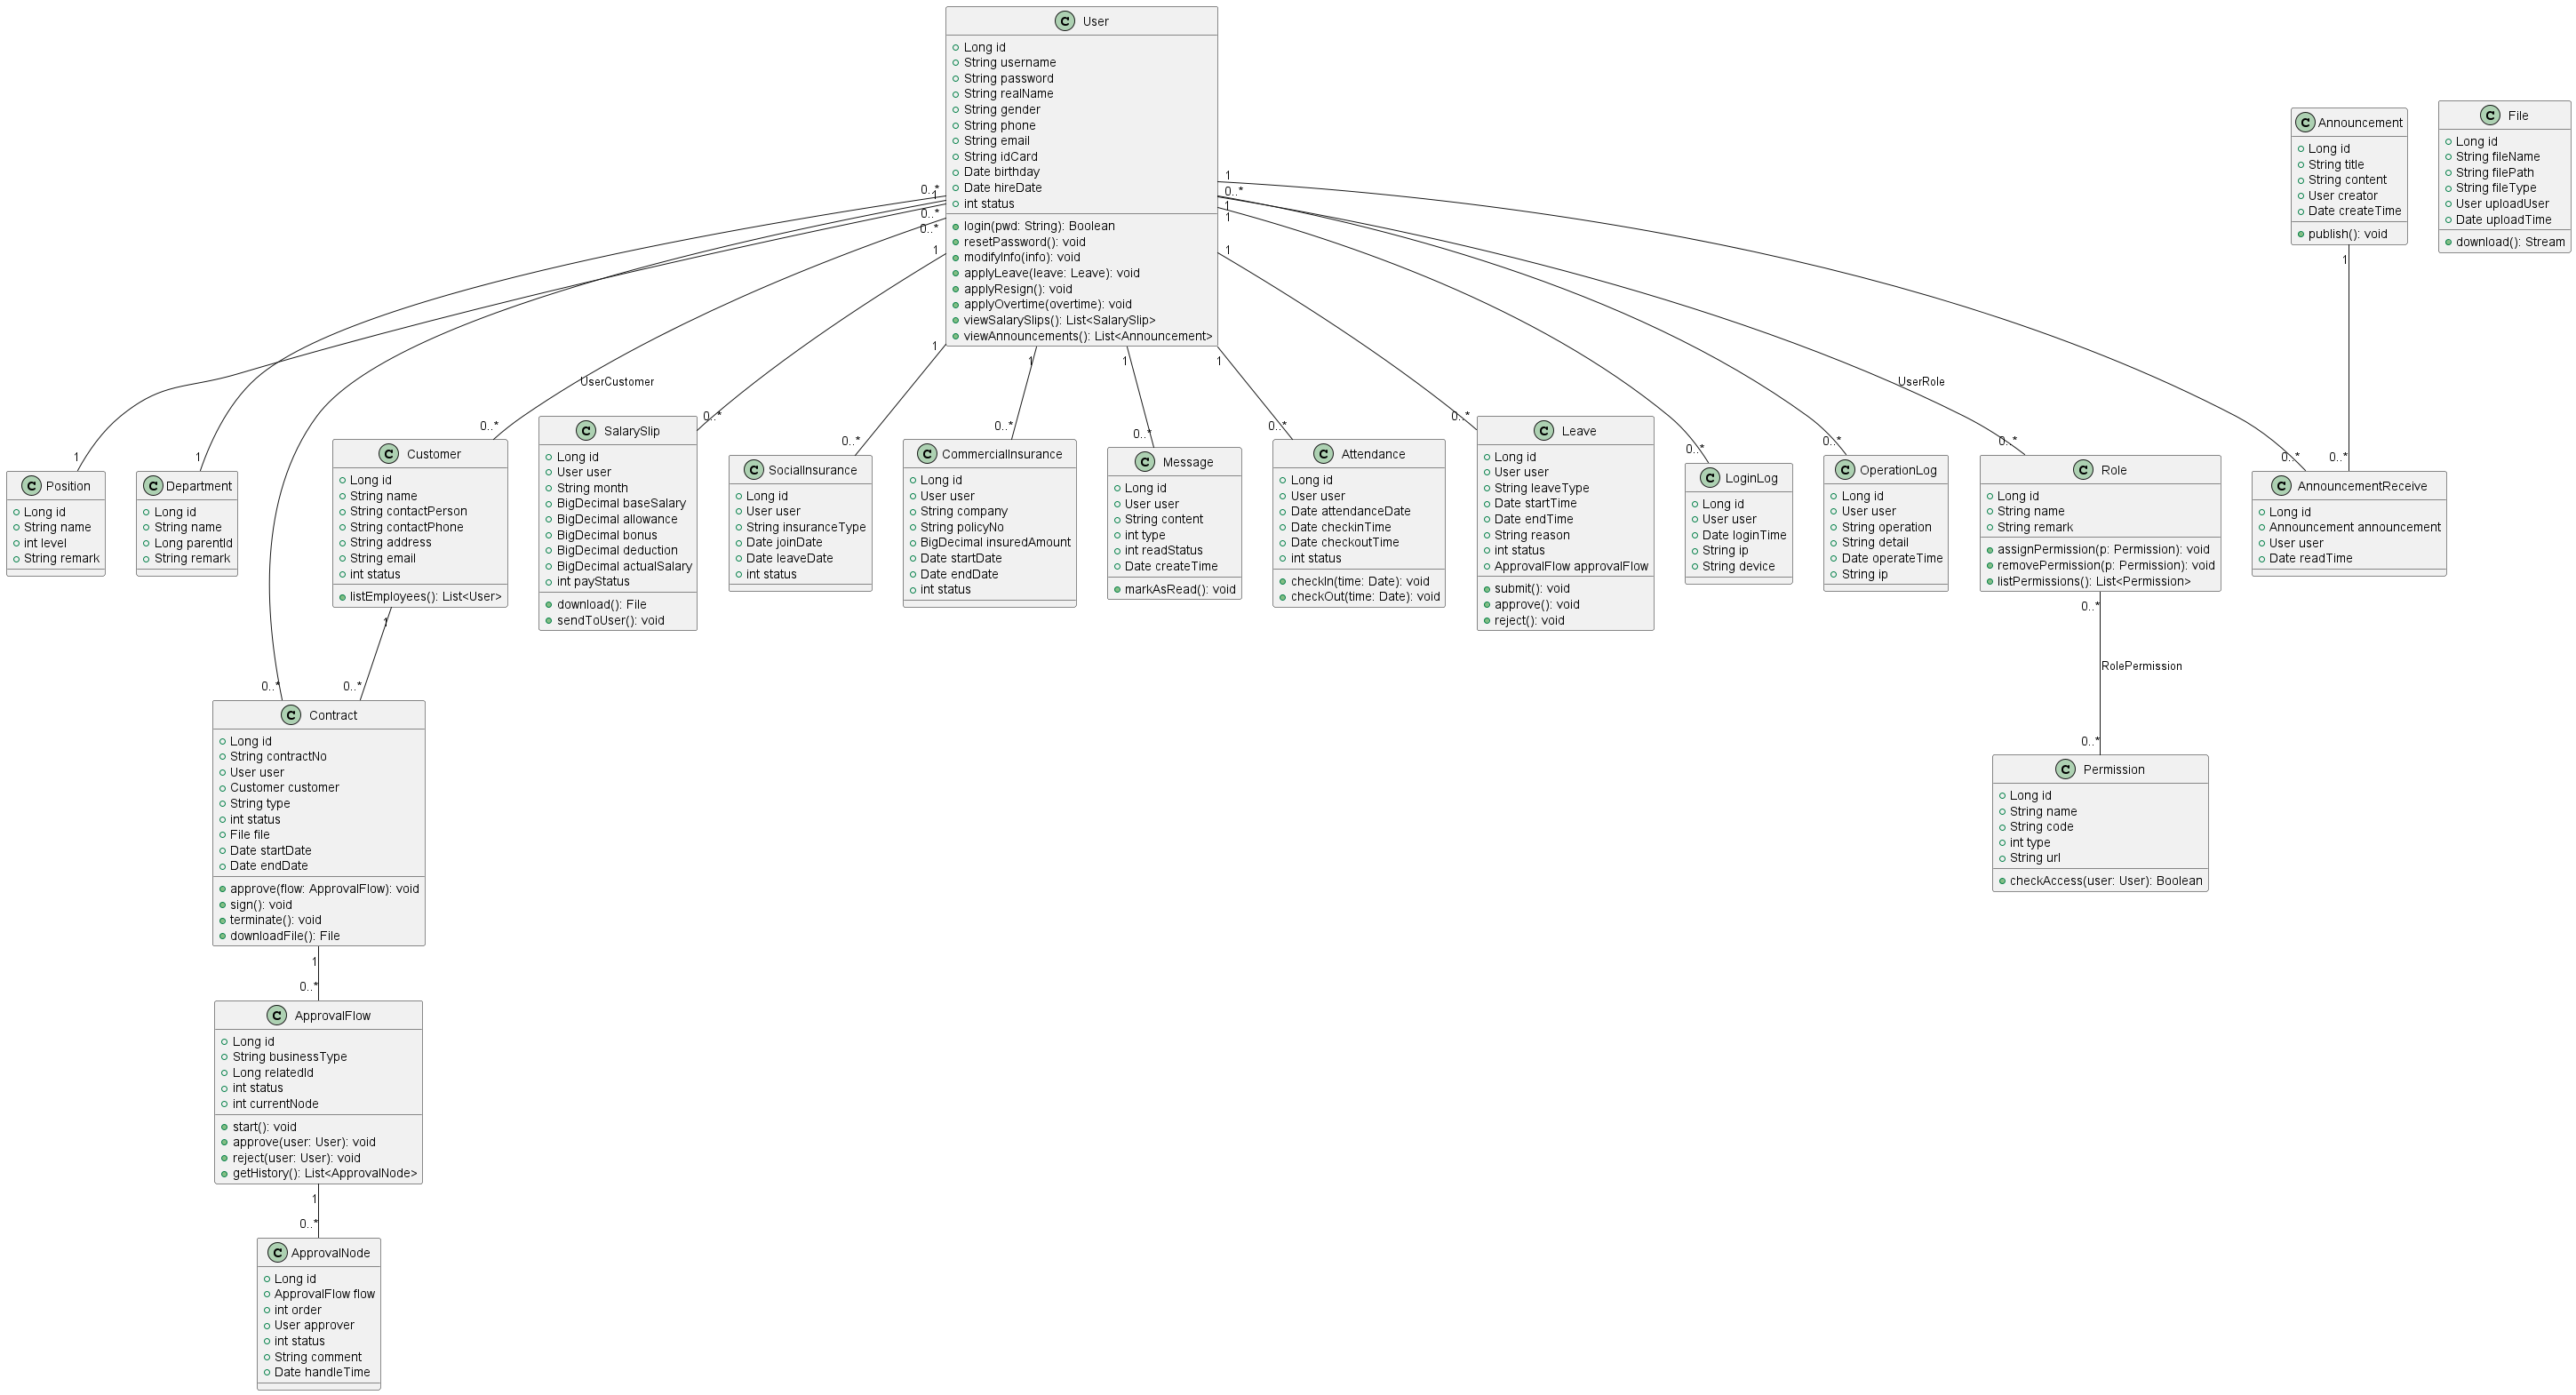 User
Long id
String username
String password
String realName
String gender
String phone
String email
String idCard
Date birthday
Date hireDate
int status
login(pwd: String): Boolean
resetPassword(): void
modifyInfo(info): void
applyLeave(leave: Leave): void
applyResign(): void
applyOvertime(overtime): void
viewSalarySlips(): List<SalarySlip>
viewAnnouncements(): List<Announcement>
Announcement
Long id
String title
String content
User creator
Date createTime
publish(): void
File
Long id
String fileName
String filePath
String fileType
User uploadUser
Date uploadTime
download(): Stream
0..*
1
0..*
0..*
1
1
1
1
1
1
0..*
1
1
1
1
UserCustomer
UserRole
1
1
0..*
0..*
0..*
0..*
0..*
0..*
0..*
0..*
0..*
0..*
0..*
0..*
Position
Long id
String name
int level
String remark
Department
Long id
String name
Long parentId
String remark
Customer
Long id
String name
String contactPerson
String contactPhone
String address
String email
int status
listEmployees(): List<User>
SalarySlip
Long id
User user
String month
BigDecimal baseSalary
BigDecimal allowance
BigDecimal bonus
BigDecimal deduction
BigDecimal actualSalary
int payStatus
download(): File
sendToUser(): void
SocialInsurance
Long id
User user
String insuranceType
Date joinDate
Date leaveDate
int status
CommercialInsurance
Long id
User user
String company
String policyNo
BigDecimal insuredAmount
Date startDate
Date endDate
int status
Message
Long id
User user
String content
int type
int readStatus
Date createTime
markAsRead(): void
Attendance
Long id
User user
Date attendanceDate
Date checkinTime
Date checkoutTime
int status
checkIn(time: Date): void
checkOut(time: Date): void
Leave
Long id
User user
String leaveType
Date startTime
Date endTime
String reason
int status
ApprovalFlow approvalFlow
submit(): void
approve(): void
reject(): void
LoginLog
Long id
User user
Date loginTime
String ip
String device
OperationLog
Long id
User user
String operation
String detail
Date operateTime
String ip
Role
Long id
String name
String remark
assignPermission(p: Permission): void
removePermission(p: Permission): void
listPermissions(): List<Permission>
AnnouncementReceive
Long id
Announcement announcement
User user
Date readTime
1
0..*
RolePermission
0..*
0..*
0..*
Contract
Long id
String contractNo
User user
Customer customer
String type
int status
File file
Date startDate
Date endDate
approve(flow: ApprovalFlow): void
sign(): void
terminate(): void
downloadFile(): File
Permission
Long id
String name
String code
int type
String url
checkAccess(user: User): Boolean
1
0..*
ApprovalFlow
Long id
String businessType
Long relatedId
int status
int currentNode
start(): void
approve(user: User): void
reject(user: User): void
getHistory(): List<ApprovalNode>
1
0..*
ApprovalNode
Long id
ApprovalFlow flow
int order
User approver
int status
String comment
Date handleTime